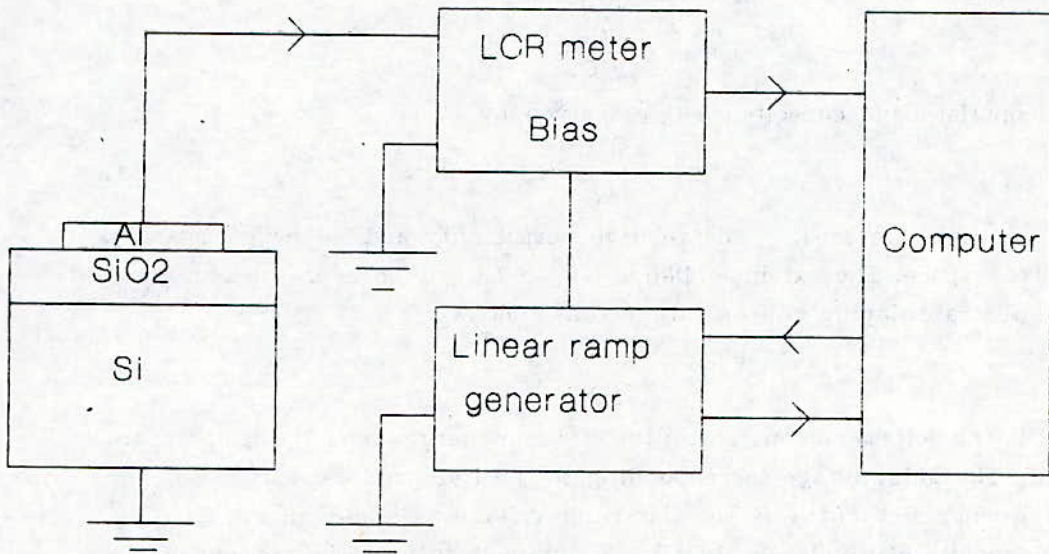 LCR meter
Bias
Al
SiO2
Si
Computer
Linear ramp
generator